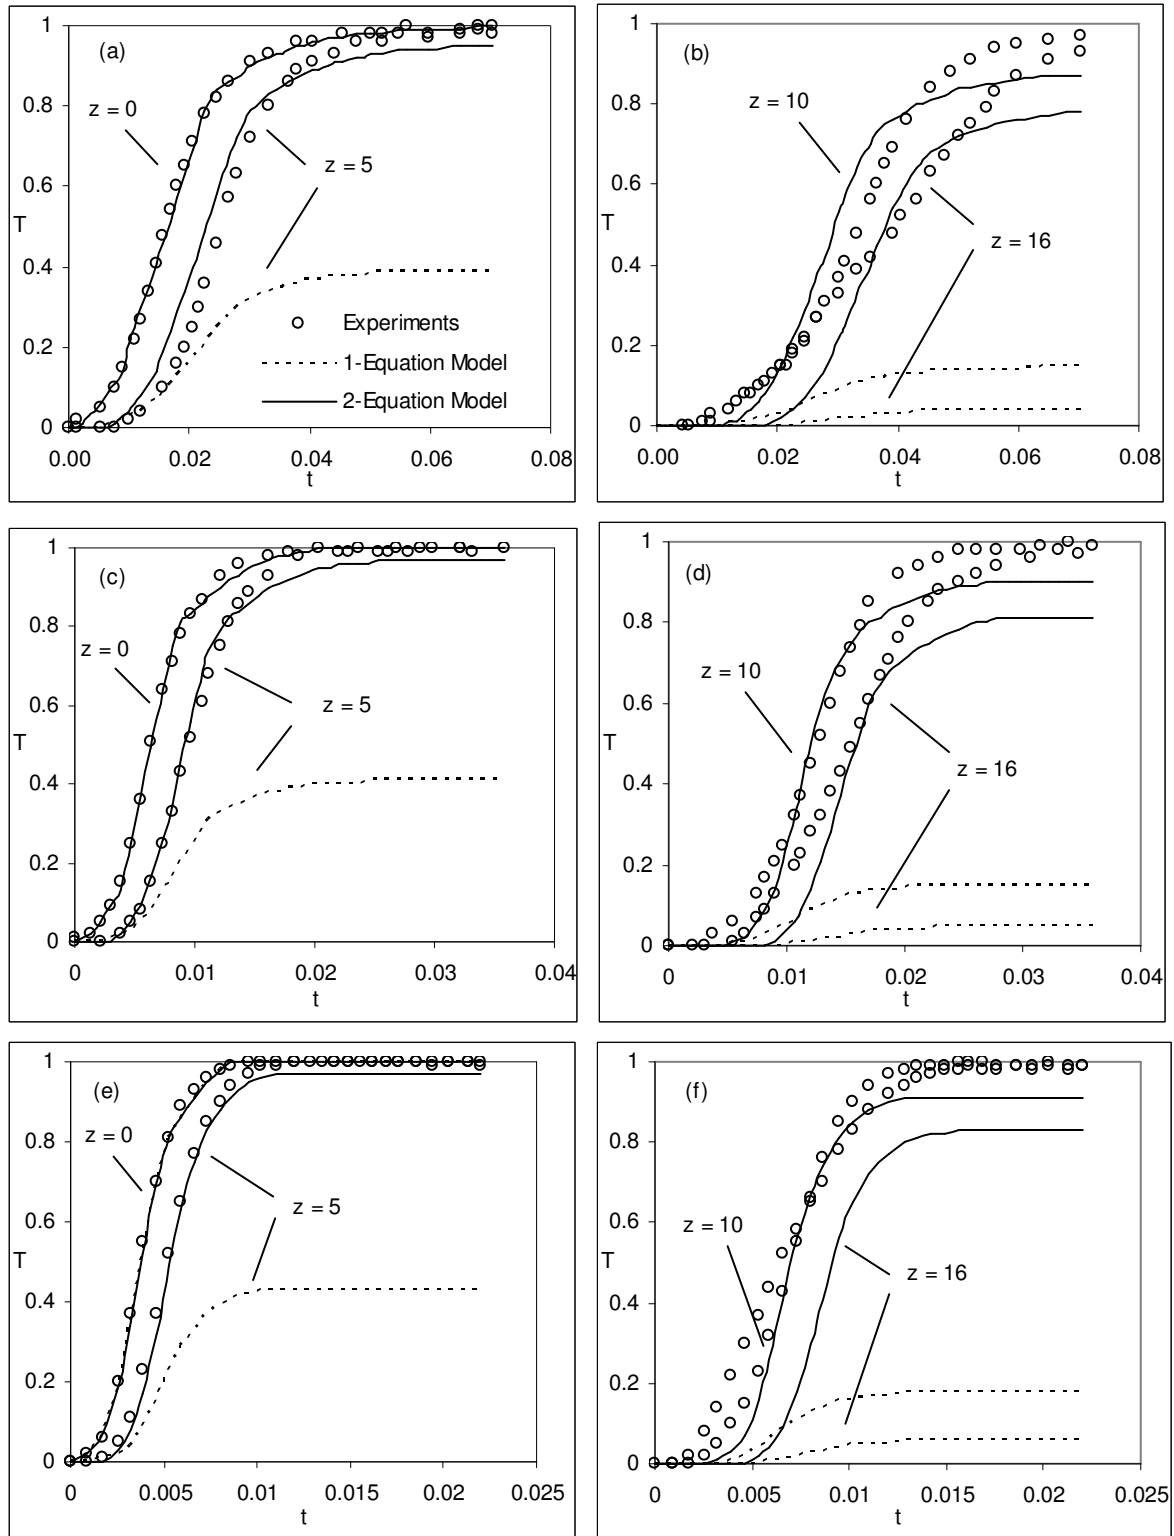 (a)
1
0.8
0.6
0.4
0.2
0
T
z = 0
z = 5
Experiments
1-Equation Model
2-Equation Model
0.00 0.02 0.04 0.06 0.08
t
(b)
1
0.8
0.6
0.4
0.2
0
T
z = 10
z = 16
0.00 0.02 0.04 0.06 0.08
t
(c)
1
0.8
0.6
0.4
0.2
0
T
z = 0
z = 5
0 0.01 0.02 0.03 0.04
t
(d)
1
0.8
0.6
0.4
0.2
0
T
z = 10
z = 16
0 0.01 0.02 0.03 0.04
t
(e)
1
0.8
0.6
0.4
0.2
0
T
z = 0
z = 5
0 0.005 0.01 0.015 0.02 0.025
t
(f)
1
0.8
0.6
0.4
0.2
0
T
z = 10
z = 16
0 0.005 0.01 0.015 0.02 0.025
t